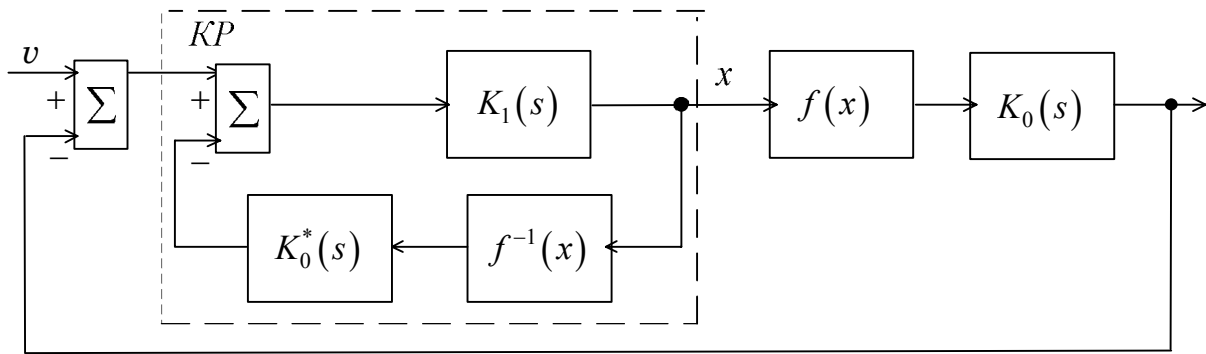 КР
v
x
+
Σ
−
+
Σ
−
K₁(s)
f(x)
K₀(s)
K₀*(s)
f⁻¹(x)